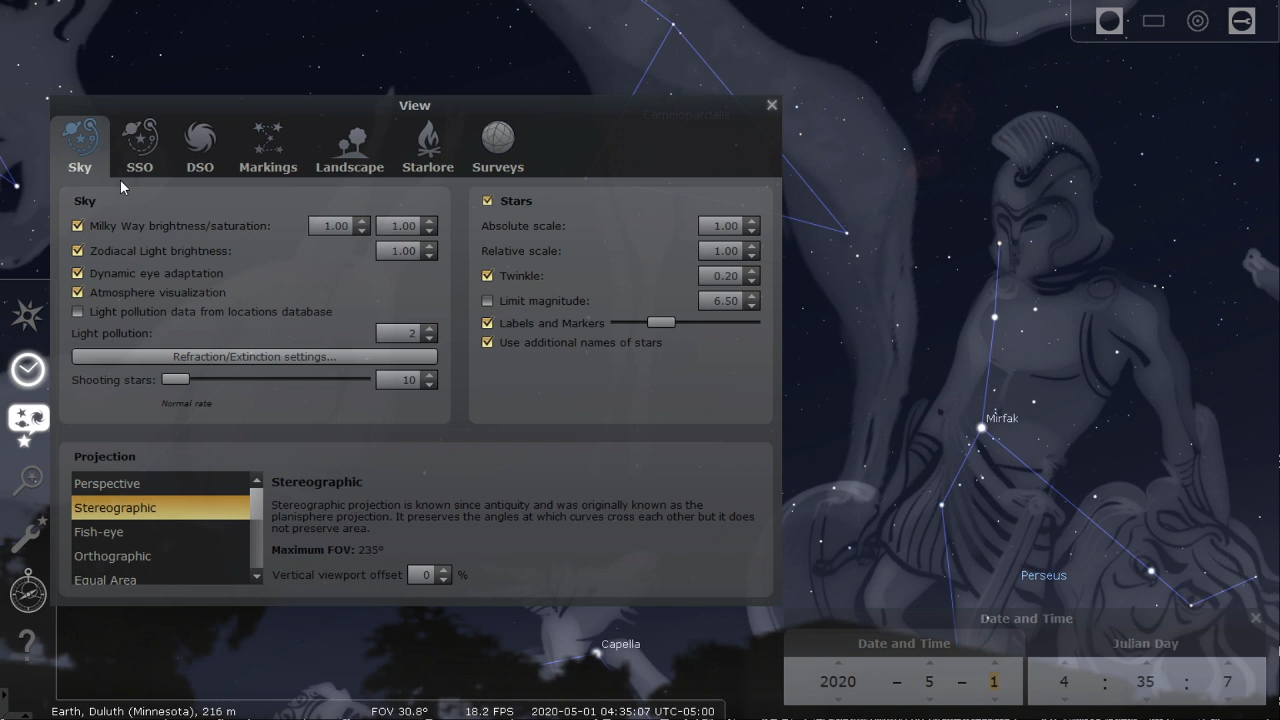 Camelopardalis
View
Sky SSO DSO Markings Landscape Starlore Surveys
Sky
Milky Way brightness/saturation: 1.00 1.00
Zodiacal Light brightness: 1.00
Dynamic eye adaptation
Atmosphere visualization
Light pollution data from locations database
Light pollution: 2
Refraction/Extinction settings...
Shooting stars: 10
Normal rate
Stars
Absolute scale: 1.00
Relative scale: 1.00
Twinkle: 0.20
Limit magnitude: 6.50
Labels and Markers
Use additional names of stars
Projection
Perspective
Stereographic
Fish-eye
Orthographic
Equal Area
Stereographic
Stereographic projection is known since antiquity and was originally known as the
planisphere projection. It preserves the angles at which curves cross each other but it does
not preserve area.
Maximum FOV: 235°
Vertical viewport offset 0 %
Mirfak
Perseus
Capella
Date and Time
Date and Time Julian Day
2020 – 5 – 1 4 : 35 : 7
Earth, Duluth (Minnesota), 216 m FOV 30.8° 18.2 FPS 2020-05-01 04:35:07 UTC-05:00